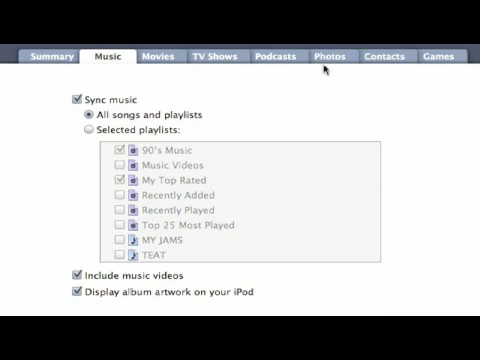 Summary Music Movies TV Shows Podcasts Photos Contacts Games
Sync music
All songs and playlists
Selected playlists:
90's Music
Music Videos
My Top Rated
Recently Added
Recently Played
Top 25 Most Played
MY JAMS
TEAT
Include music videos
Display album artwork on your iPod